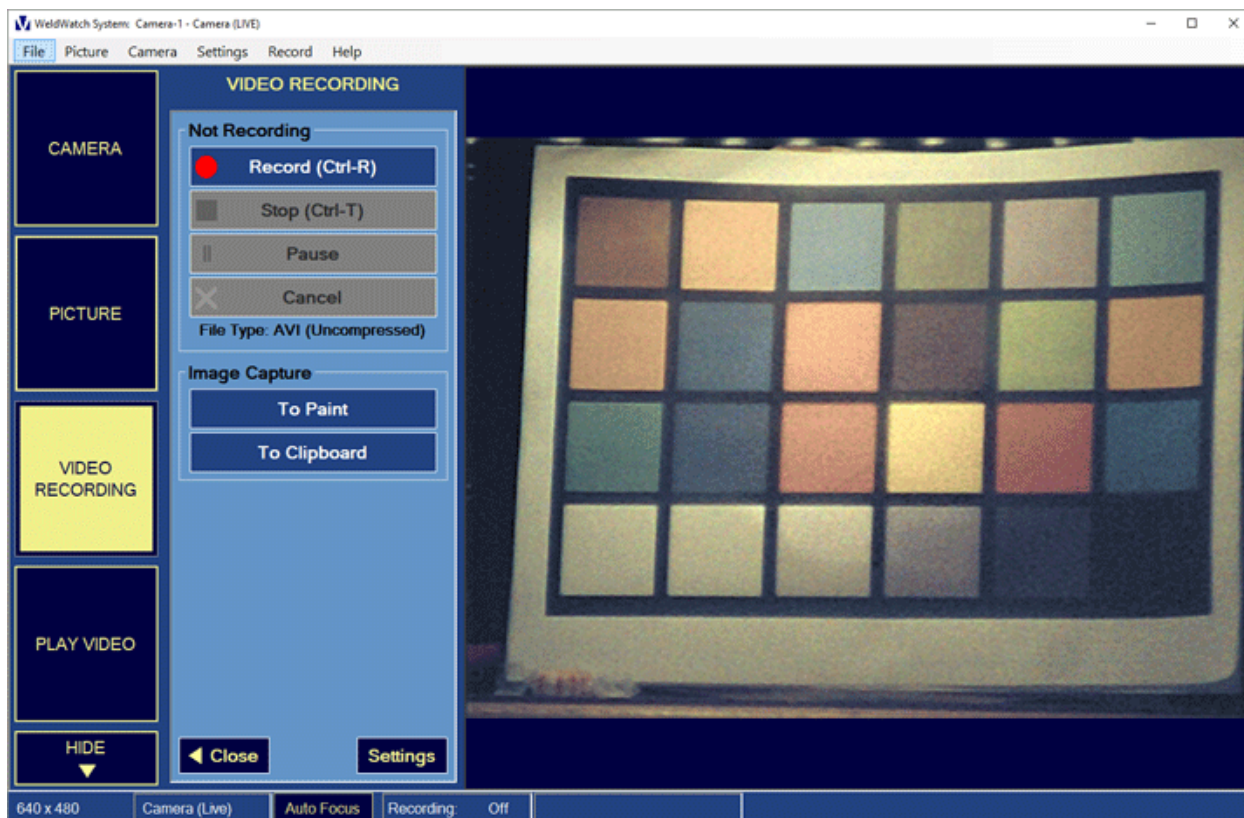 WeldWatch System: Camera-1 - Camera (LIVE)
File Picture Camera Settings Record Help
CAMERA
PICTURE
VIDEO
RECORDING
PLAY VIDEO
HIDE
VIDEO RECORDING
Not Recording
Record (Ctrl-R)
Stop (Ctrl-T)
Pause
Cancel
File Type: AVI (Uncompressed)
Image Capture
To Paint
To Clipboard
Close
Settings
640 x 480 Camera (Live) Auto Focus Recording: Off